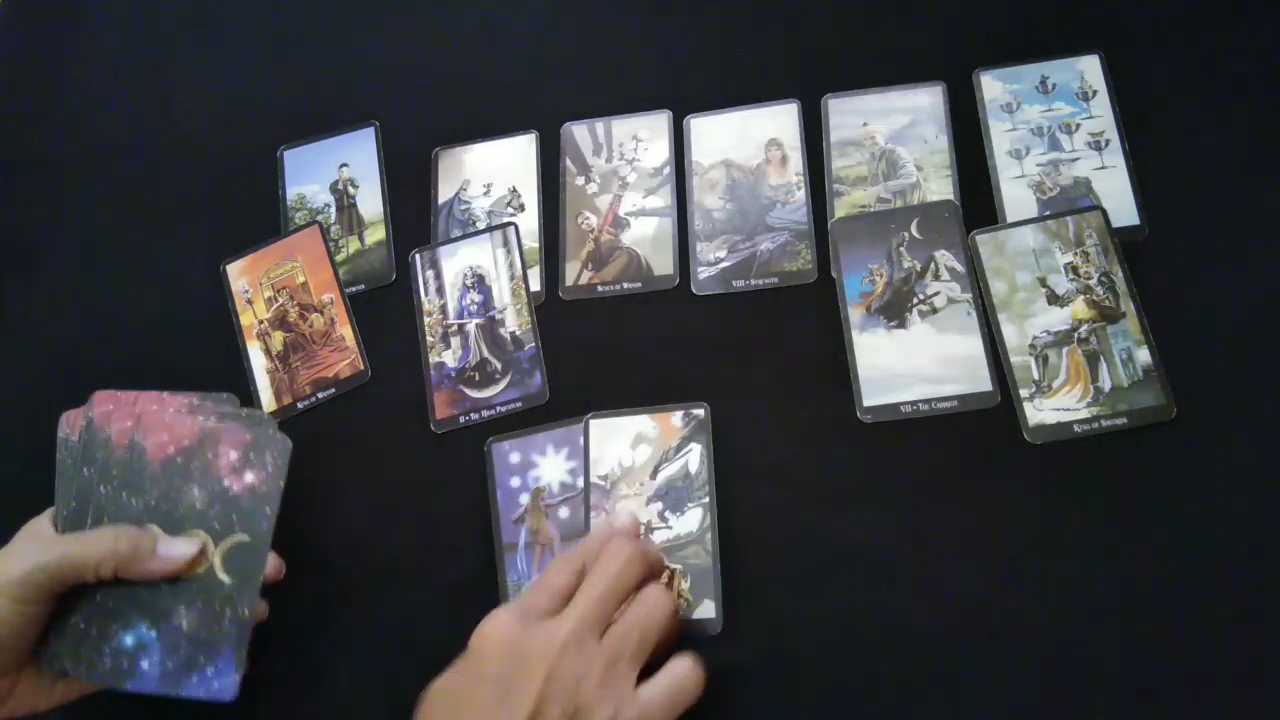 SEVEN OF WANDS
VIII • STRENGTH
KING OF WANDS
II • THE HIGH PRIESTESS
VII • THE CHARIOT
KING OF SWORDS